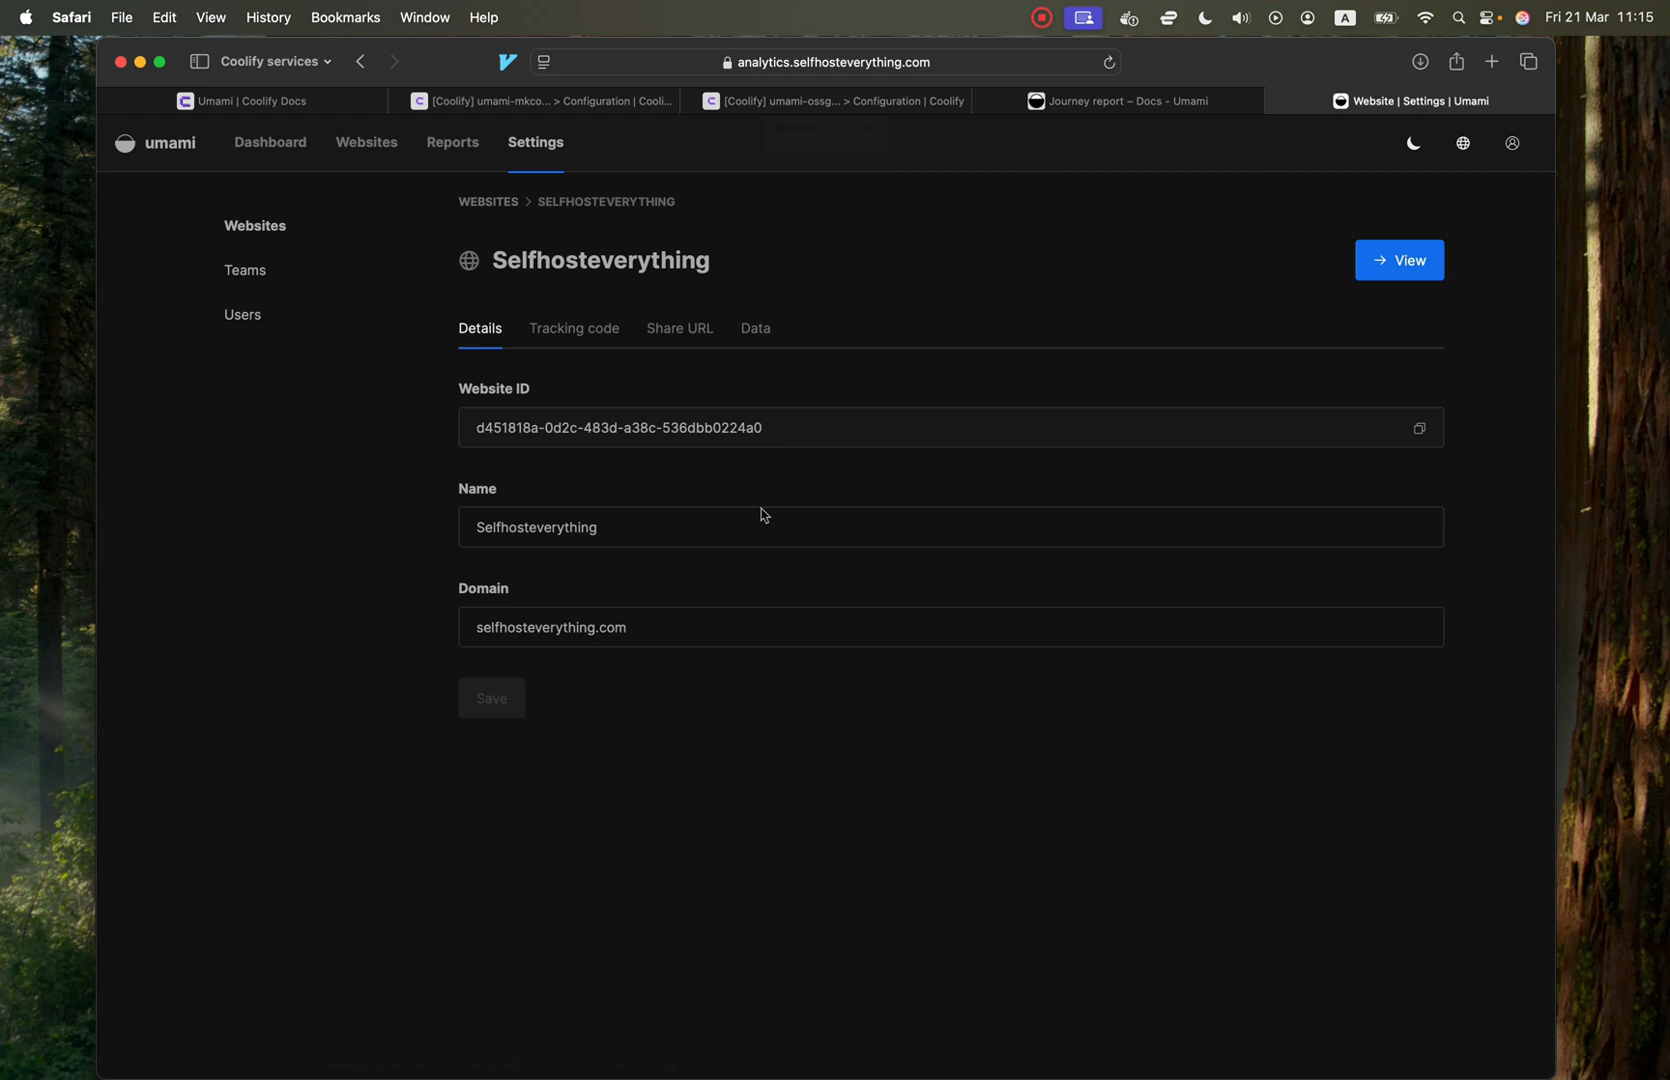 Safari File Edit View History Bookmarks Window Help A Fri 21 Mar 11:15
Coolify services analytics.selfhosteverything.com
Umami | Coolify Docs [Coolify] umami-mkco... > Configuration | Cooli... [Coolify] umami-ossg... > Configuration | Coolify Journey report – Docs - Umami Website | Settings | Umami
umami Dashboard Websites Reports Settings
WEBSITES > SELFHOSTEVERYTHING
Websites
Teams
Users
Selfhosteverything
→ View
Details Tracking code Share URL Data
Website ID
d451818a-0d2c-483d-a38c-536dbb0224a0
Name
Selfhosteverything
Domain
selfhosteverything.com
Save